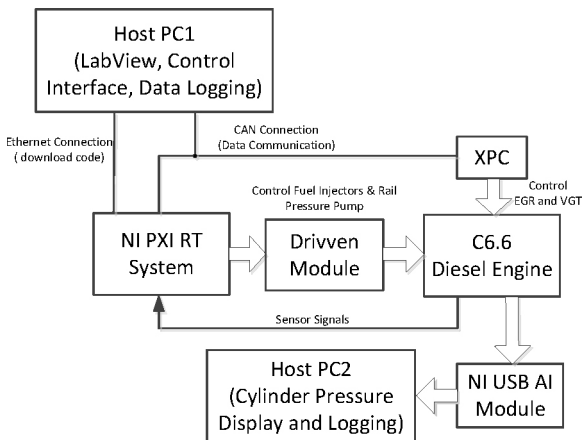 Host PC1
(LabView, Control
Interface, Data Logging)
Ethernet Connection
( download code)
CAN Connection
(Data Communication)
XPC
Control Fuel Injectors & Rail
Pressure Pump
Control
EGR and VGT
NI PXI RT
System
Drivven
Module
C6.6
Diesel Engine
Sensor Signals
Host PC2
(Cylinder Pressure
Display and Logging)
NI USB AI
Module